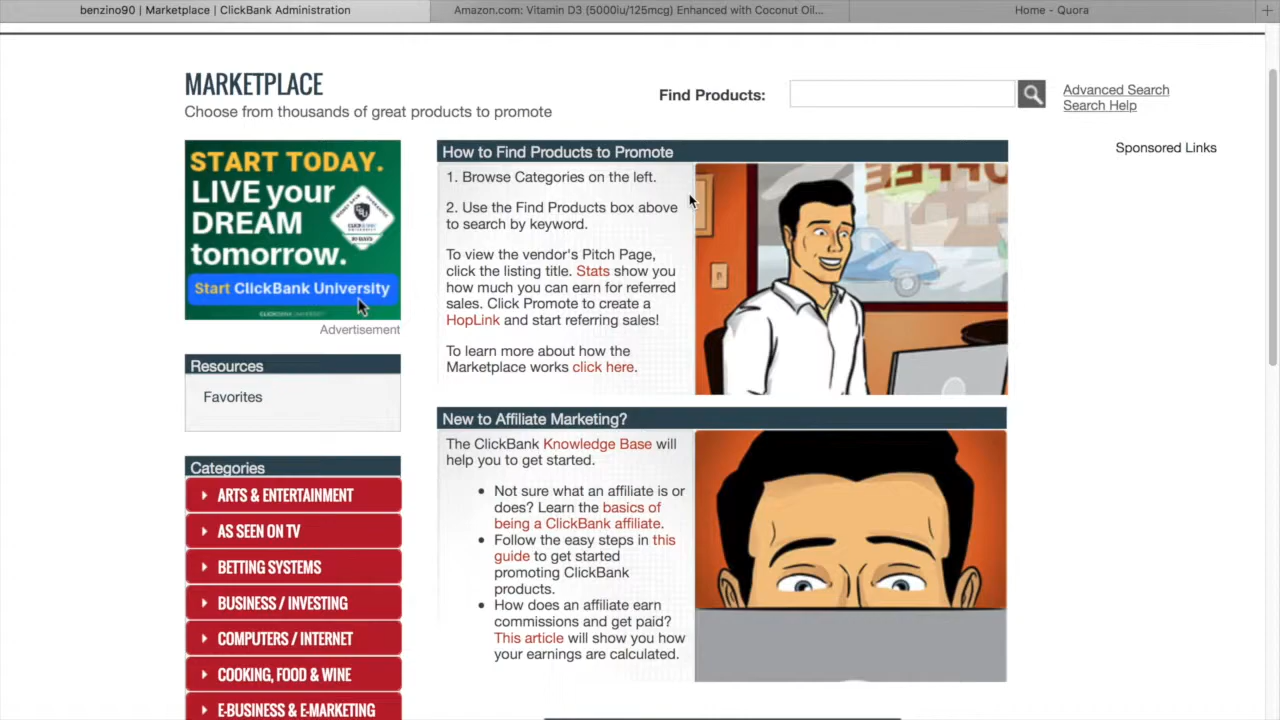 benzino90 | Marketplace | ClickBank Administration
Amazon.com: Vitamin D3 (5000iu/125mcg) Enhanced with Coconut Oil...
Home - Quora
MARKETPLACE
Choose from thousands of great products to promote
Find Products:
Advanced Search
Search Help
START TODAY.
LIVE your
DREAM
tomorrow.
Start ClickBank University
Advertisement
Resources
Favorites
Categories
ARTS & ENTERTAINMENT
AS SEEN ON TV
BETTING SYSTEMS
BUSINESS / INVESTING
COMPUTERS / INTERNET
COOKING, FOOD & WINE
E-BUSINESS & E-MARKETING
How to Find Products to Promote
1. Browse Categories on the left.
2. Use the Find Products box above
to search by keyword.
To view the vendor's Pitch Page,
click the listing title. Stats show you
how much you can earn for referred
sales. Click Promote to create a
HopLink and start referring sales!
To learn more about how the
Marketplace works click here.
COFFEE
New to Affiliate Marketing?
The ClickBank Knowledge Base will
help you to get started.
• Not sure what an affiliate is or
does? Learn the basics of
being a ClickBank affiliate.
• Follow the easy steps in this
guide to get started
promoting ClickBank
products.
• How does an affiliate earn
commissions and get paid?
This article will show you how
your earnings are calculated.
Sponsored Links